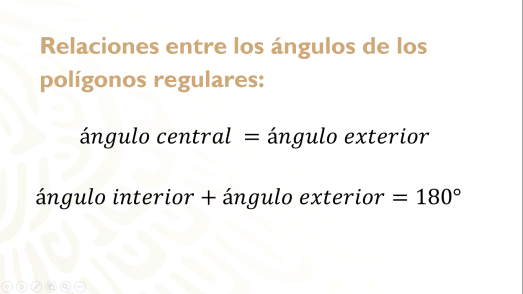 Relaciones entre los ángulos de los
polígonos regulares:
ángulo central = ángulo exterior
ángulo interior + ángulo exterior = 180°